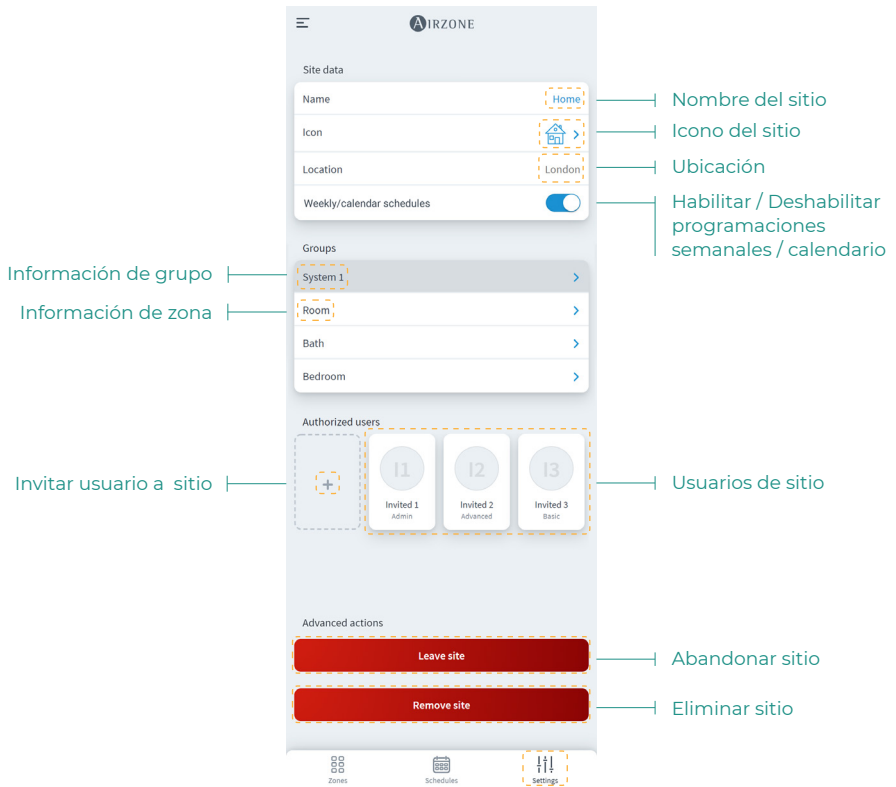 AIRZONE
Site data
Name
Home
Nombre del sitio
Icon
Icono del sitio
Location
London
Ubicación
Weekly/calendar schedules
Habilitar / Deshabilitar
programaciones
semanales / calendario
Groups
Información de grupo
System 1
Información de zona
Room
Bath
Bedroom
Authorized users
Invitar usuario a sitio
+
I1
Invited 1
Admin
I2
Invited 2
Advanced
I3
Invited 3
Basic
Usuarios de sitio
Advanced actions
Leave site
Abandonar sitio
Remove site
Eliminar sitio
Zones
Schedules
Settings